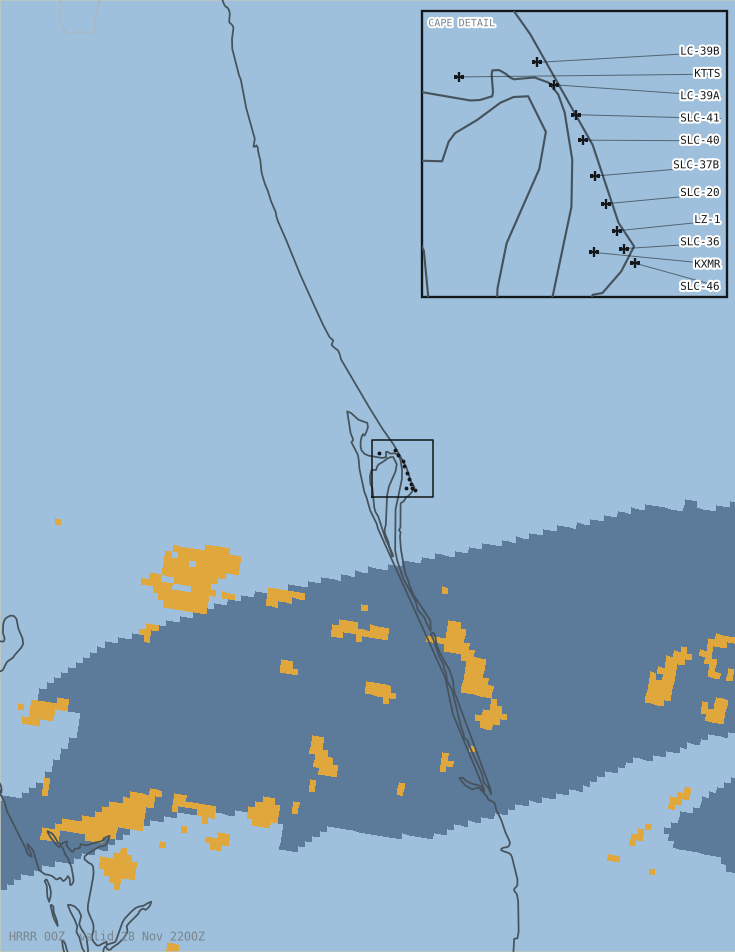 CAPE DETAIL
LC-39B
KTTS
LC-39A
SLC-41
SLC-40
SLC-37B
SLC-20
LZ-1
SLC-36
KXMR
SLC-46
HRRR 00Z  valid 28 Nov 2200Z